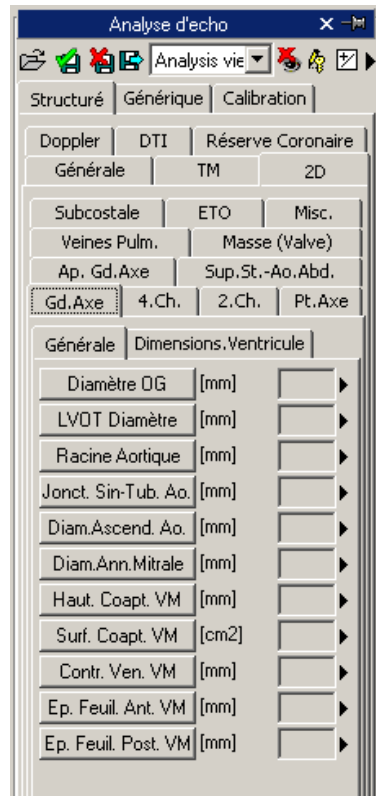 Analyse d'echo
Analysis vie
Structuré Générique Calibration
Doppler DTI Réserve Coronaire
Générale TM 2D
Subcostale ETO Misc.
Veines Pulm. Masse (Valve)
Ap. Gd.Axe Sup.St.-Ao.Abd.
Gd.Axe 4.Ch. 2.Ch. Pt.Axe
Générale Dimensions.Ventricule
Diamètre OG [mm]
LVOT Diamètre [mm]
Racine Aortique [mm]
Jonct. Sin-Tub. Ao. [mm]
Diam.Ascend. Ao. [mm]
Diam.Ann.Mitrale [mm]
Haut. Coapt. VM [mm]
Surf. Coapt. VM [cm2]
Contr. Ven. VM [mm]
Ep. Feuil. Ant. VM [mm]
Ep. Feuil. Post. VM [mm]